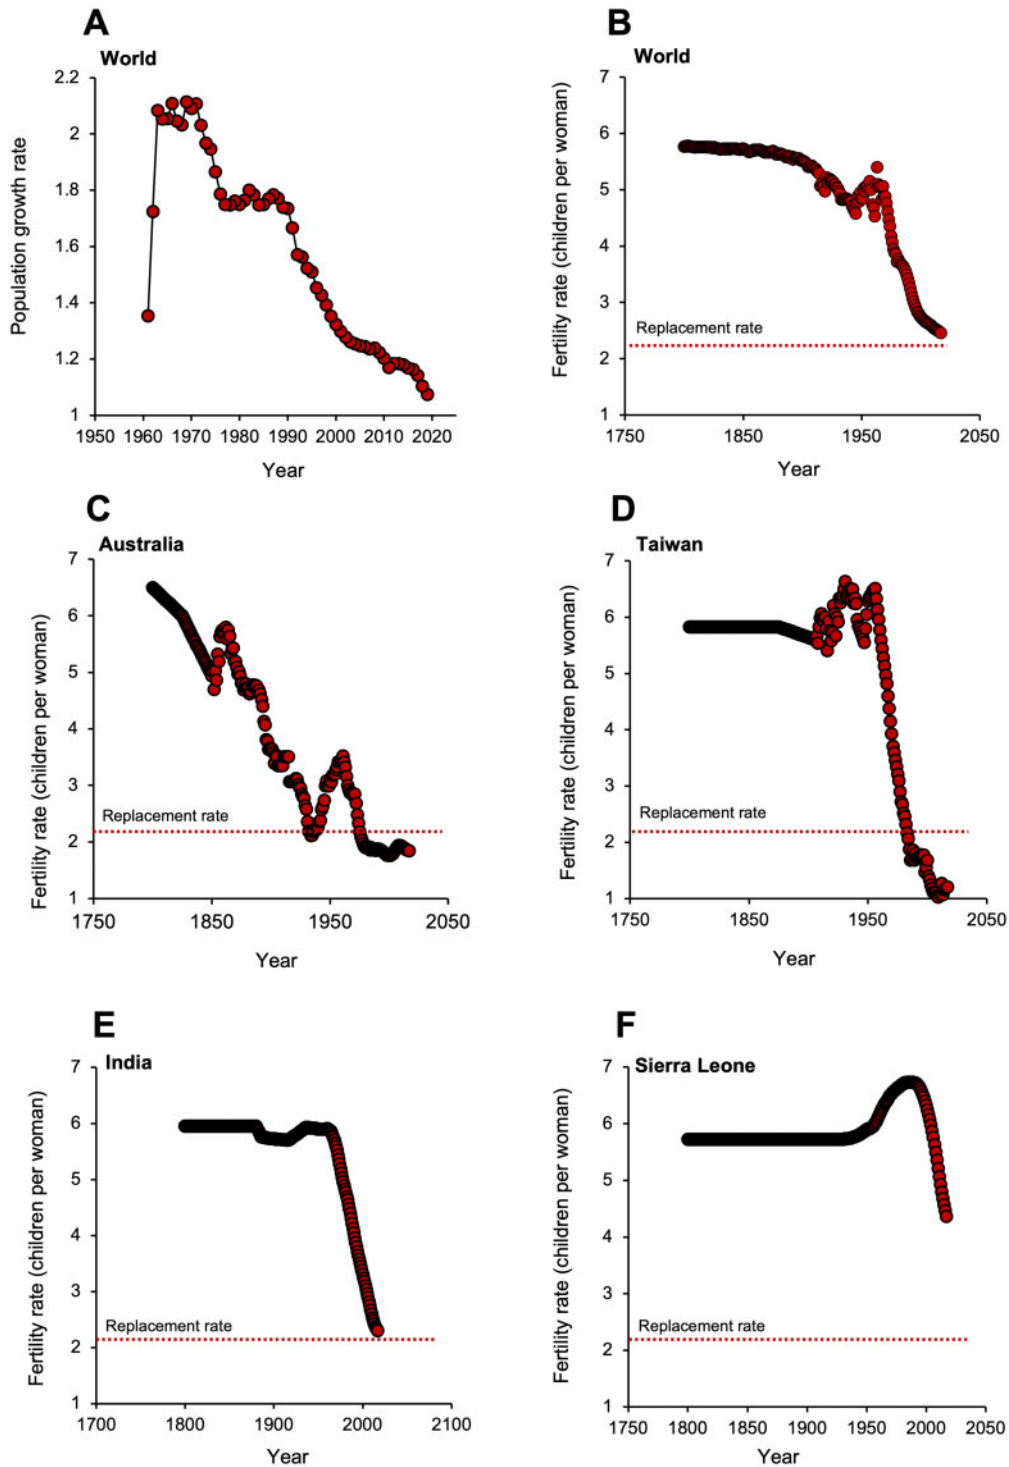 A
World
Population growth rate
2.2
2
1.8
1.6
1.4
1.2
1
1950 1960 1970 1980 1990 2000 2010 2020
Year
B
World
Fertility rate (children per woman)
7
6
5
4
3
2
1
Replacement rate
1750 1850 1950 2050
Year
C
Australia
Fertility rate (children per woman)
7
6
5
4
3
2
1
Replacement rate
1750 1850 1950 2050
Year
D
Taiwan
Fertility rate (children per woman)
7
6
5
4
3
2
1
Replacement rate
1750 1850 1950 2050
Year
E
India
Fertility rate (children per woman)
7
6
5
4
3
2
1
Replacement rate
1700 1800 1900 2000 2100
Year
F
Sierra Leone
Fertility rate (children per woman)
7
6
5
4
3
2
1
Replacement rate
1750 1800 1850 1900 1950 2000 2050
Year